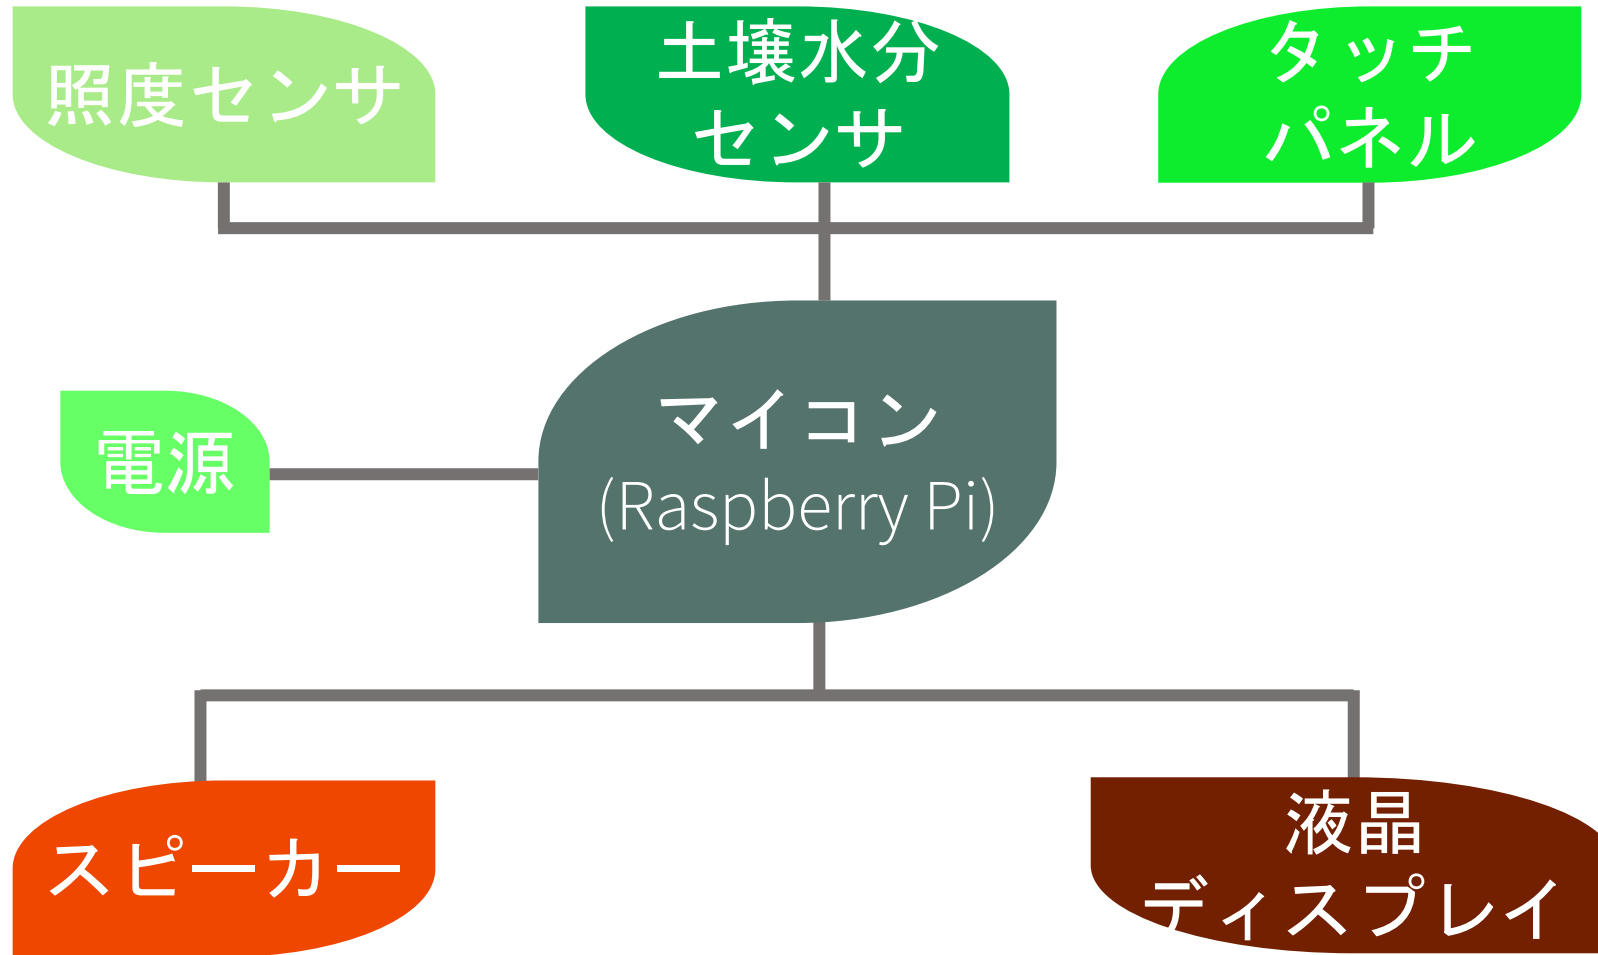 照度センサ
土壌水分
センサ
タッチ
パネル
マイコン
(Raspberry Pi)
電源
スピーカー
液晶
ディスプレイ